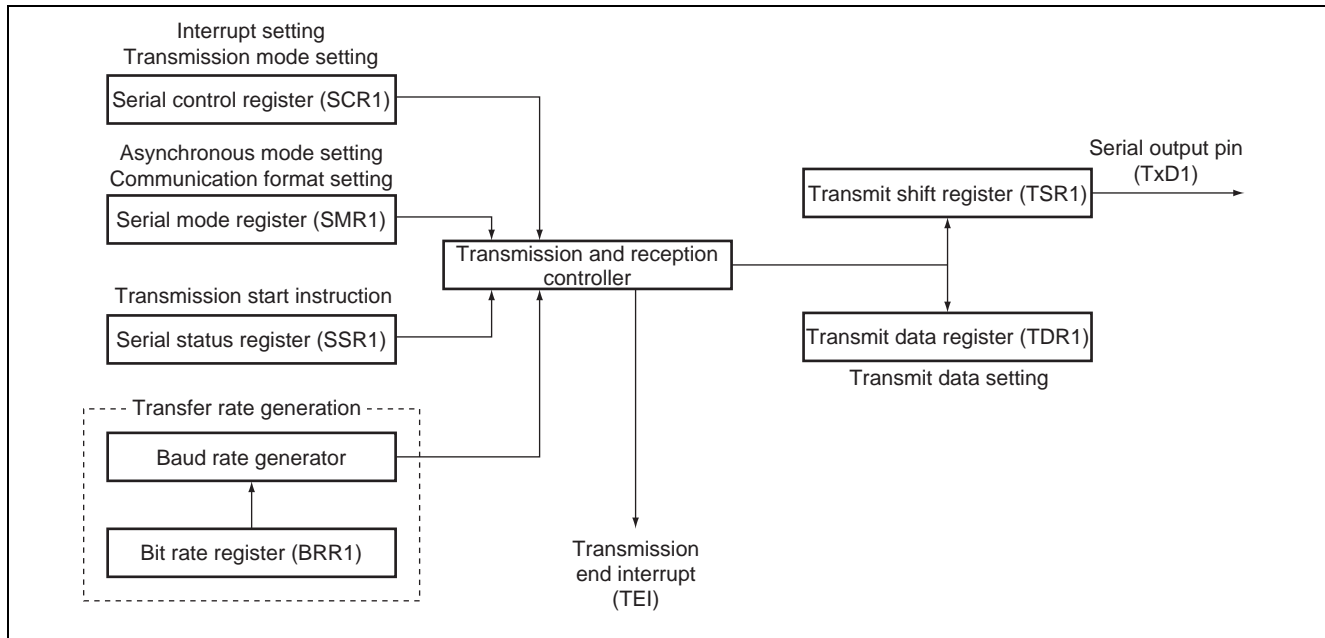 Interrupt setting
Transmission mode setting
Serial control register (SCR1)
Asynchronous mode setting
Communication format setting
Serial mode register (SMR1)
Transmission start instruction
Serial status register (SSR1)
Transfer rate generation
Baud rate generator
Bit rate register (BRR1)
Transmission and reception
controller
Transmission
end interrupt
(TEI)
Serial output pin
(TxD1)
Transmit shift register (TSR1)
Transmit data register (TDR1)
Transmit data setting